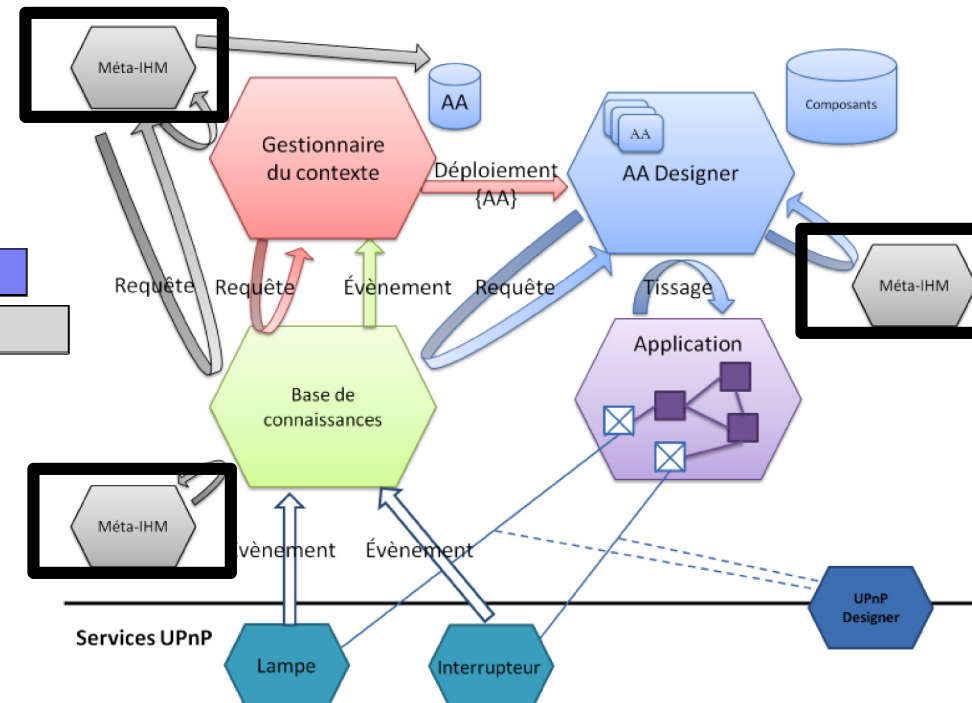 Méta-IHM
AA
Composants
Gestionnaire
du contexte
AA
AA Designer
Déploiement
{AA}
Requête
Requête
Évènement
Requête
Tissage
Méta-IHM
Application
Base de
connaissances
Méta-IHM
vènement
Évènement
UPnP
Designer
Services UPnP
Lampe
Interrupteur